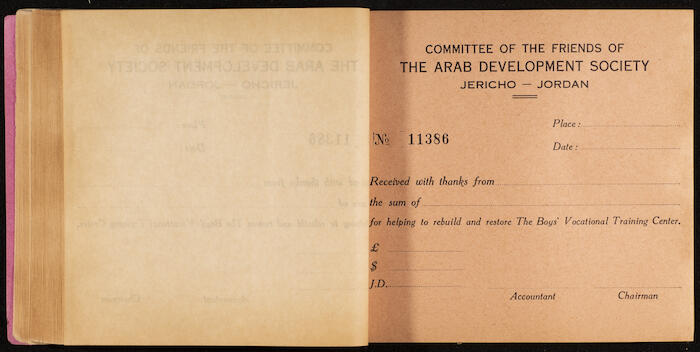 COMMITTEE OF THE FRIENDS OF
THE ARAB DEVELOPMENT SOCIETY
JERICHO — JORDAN
Place :
№ 11386
Date :
Received with thanks from
the sum of
for helping to rebuild and restore The Boys' Vocational Training Center.
£
$
J.D.
Accountant Chairman